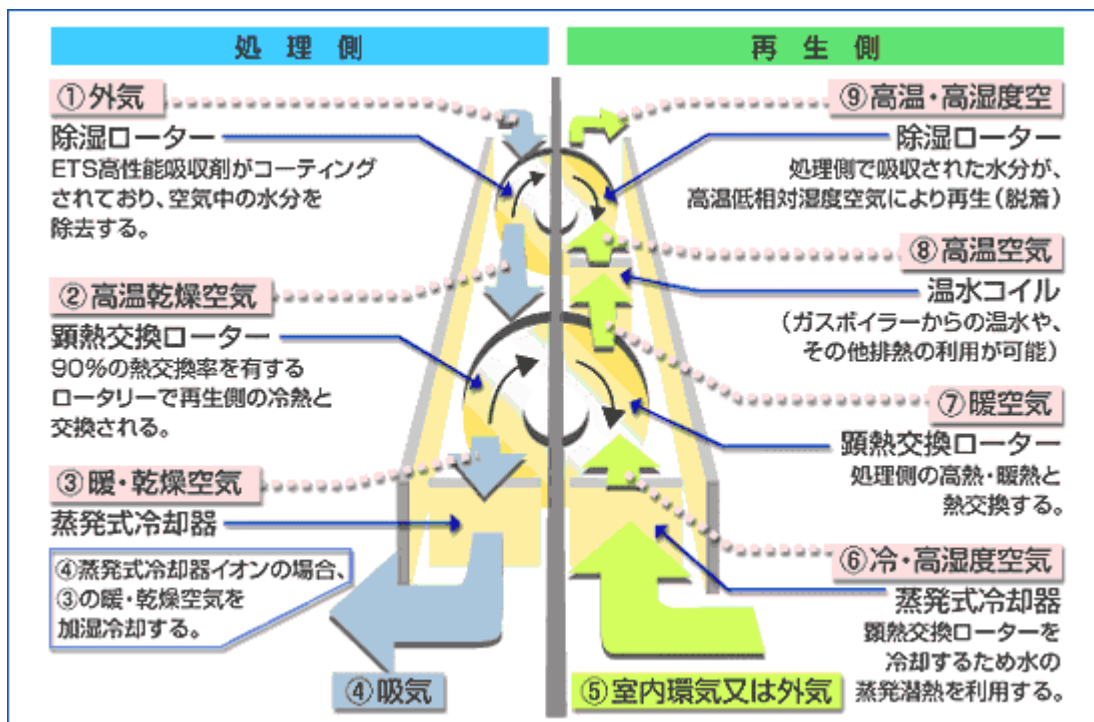 処理側
①外気
除湿ローター
ETS高性能吸収剤がコーティング
されており、空気中の水分を
除去する。
②高温乾燥空気
顕熱交換ローター
90%の熱交換率を有する
ロータリーで再生側の冷熱と
交換される。
③暖・乾燥空気
蒸発式冷却器
④蒸発式冷却器イオンの場合、
③の暖・乾燥空気を
加湿冷却する。
④吸気
再生側
⑨高温・高湿度空
除湿ローター
処理側で吸収された水分が、
高温低相対湿度空気により再生(脱着)
⑧高温空気
温水コイル
(ガスボイラーからの温水や、
その他排熱の利用が可能)
⑦暖空気
顕熱交換ローター
処理側の高熱・暖熱と
熱交換する。
⑥冷・高湿度空気
蒸発式冷却器
顕熱交換ローターを
冷却するため水の
蒸発潜熱を利用する。
⑤室内環気又は外気